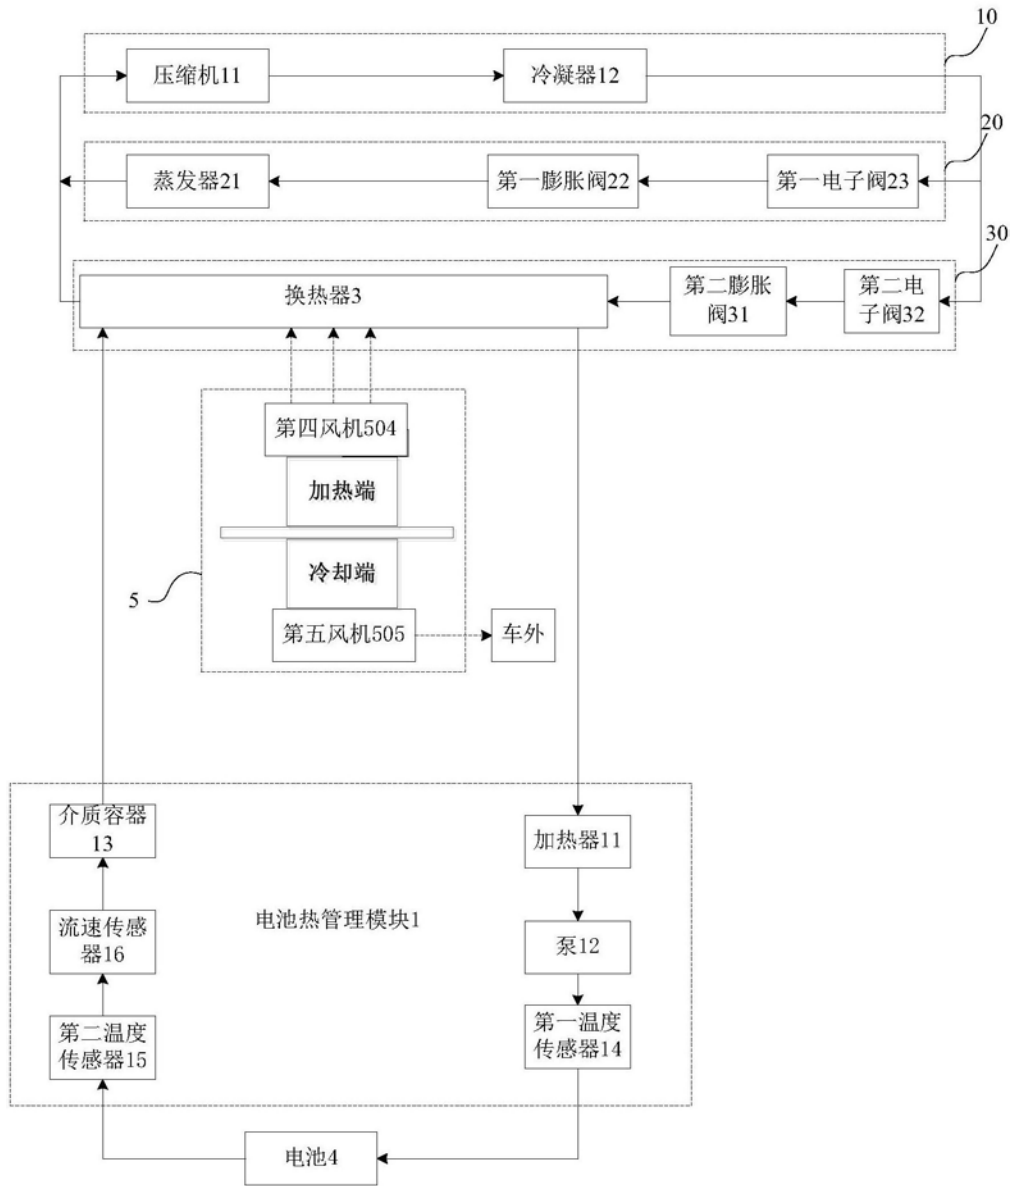 10
压缩机11
冷凝器12
20
蒸发器21
第一膨胀阀22
第一电子阀23
30
换热器3
第二膨胀
阀31
第二电
子阀32
第四风机504
加热端
冷却端
5
第五风机505
车外
介质容器
13
加热器11
流速传感
器16
电池热管理模块1
泵12
第二温度
传感器15
第一温度
传感器14
电池4